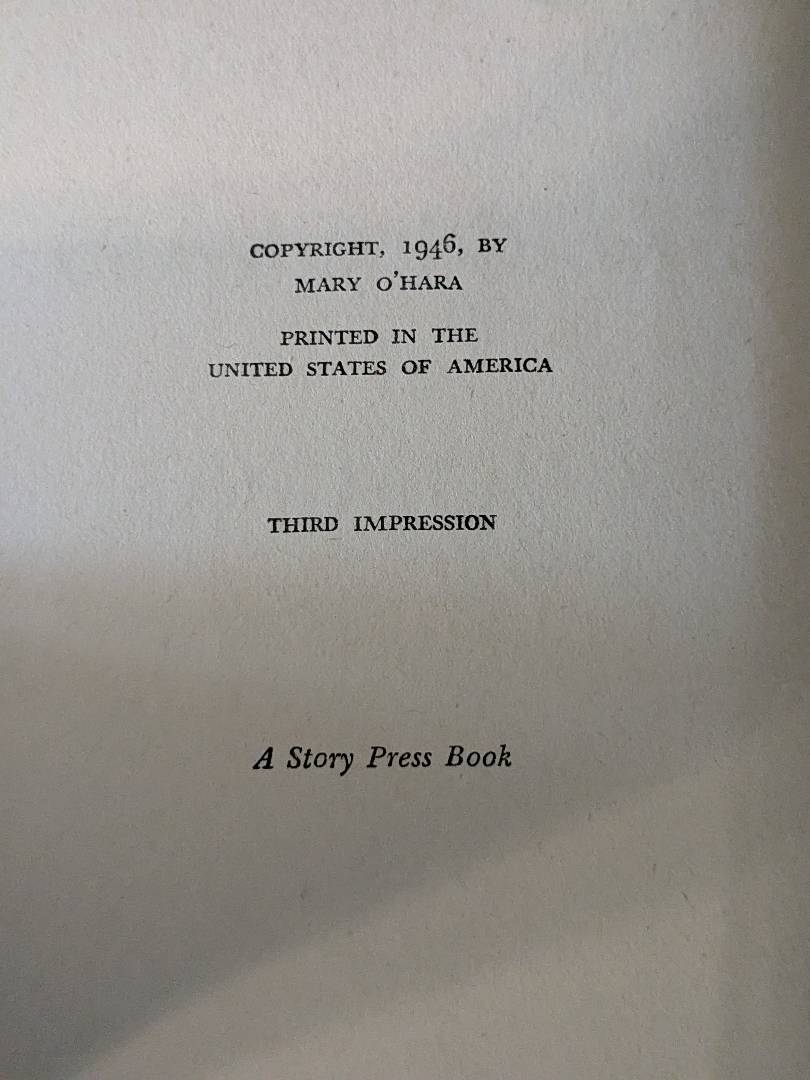 COPYRIGHT, 1946, BY
MARY O'HARA
PRINTED IN THE
UNITED STATES OF AMERICA
THIRD IMPRESSION
A Story Press Book